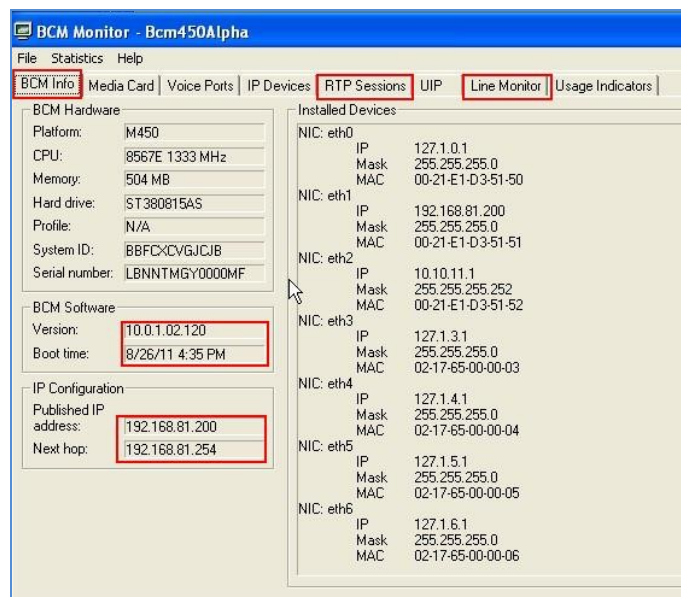 BCM Monitor - Bcm450Alpha
File Statistics Help
BCM Info Media Card Voice Ports IP Devices RTP Sessions UIP Line Monitor Usage Indicators
BCM Hardware
Platform: M450
CPU: 8567E 1333 MHz
Memory: 504 MB
Hard drive: ST380815AS
Profile: N/A
System ID: BBFCXCVGJCJB
Serial number: LBNNTMGY0000MF
BCM Software
Version: 10.0.1.02.120
Boot time: 8/26/11 4:35 PM
IP Configuration
Published IP
address: 192.168.81.200
Next hop: 192.168.81.254
Installed Devices
NIC: eth0
IP 127.1.0.1
Mask 255.255.255.0
MAC 00-21-E1-D3-51-50
NIC: eth1
IP 192.168.81.200
Mask 255.255.255.0
MAC 00-21-E1-D3-51-51
NIC: eth2
IP 10.10.11.1
Mask 255.255.255.252
MAC 00-21-E1-D3-51-52
NIC: eth3
IP 127.1.3.1
Mask 255.255.255.0
MAC 02-17-65-00-00-03
NIC: eth4
IP 127.1.4.1
Mask 255.255.255.0
MAC 02-17-65-00-00-04
NIC: eth5
IP 127.1.5.1
Mask 255.255.255.0
MAC 02-17-65-00-00-05
NIC: eth6
IP 127.1.6.1
Mask 255.255.255.0
MAC 02-17-65-00-00-06